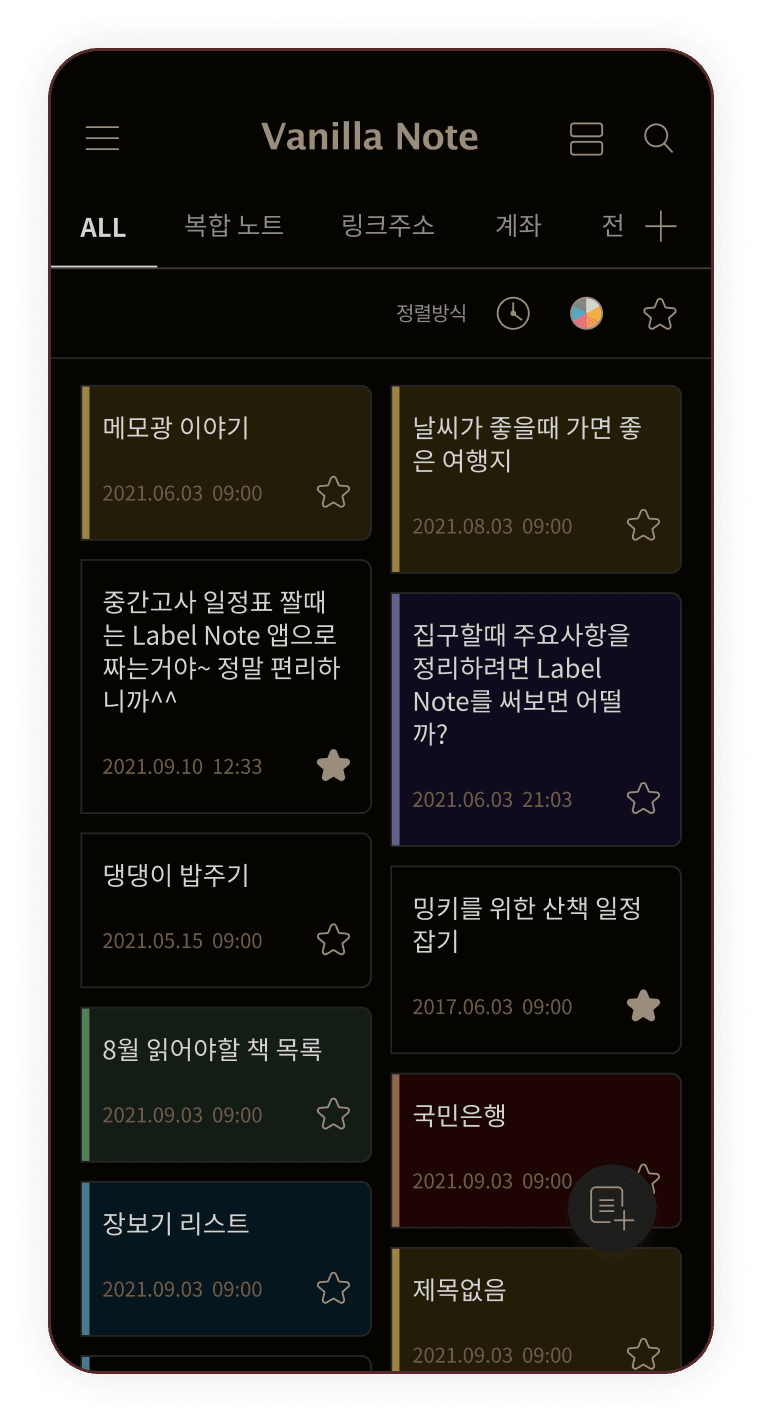 Vanilla Note
ALL 복합 노트 링크주소 계좌 전
정렬방식
메모광 이야기
2021.06.03 09:00
중간고사 일정표 짤때
는 Label Note 앱으로
짜는거야~ 정말 편리하
니까^^
2021.09.10 12:33
댕댕이 밥주기
2021.05.15 09:00
8월 읽어야할 책 목록
2021.09.03 09:00
장보기 리스트
2021.09.03 09:00
날씨가 좋을때 가면 좋
은 여행지
2021.08.03 09:00
집구할때 주요사항을
정리하려면 Label
Note를 써보면 어떨
까?
2021.06.03 21:03
밍키를 위한 산책 일정
잡기
2017.06.03 09:00
국민은행
2021.09.03 09:00
제목없음
2021.09.03 09:00